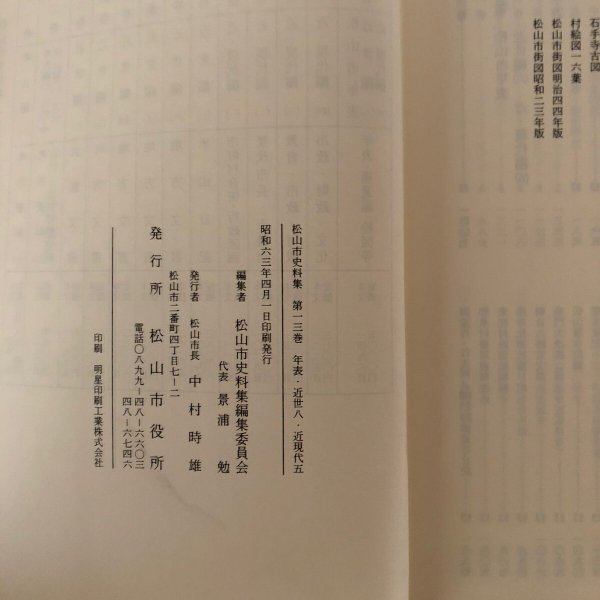 石手寺古図
村絵図一六葉
松山市街図明治四四年版
松山市街図昭和二三年版
松山市史料集 第一三巻 年表・近世八・近現代五
昭和六三年四月一日印刷発行
編集者 松山市史料集編集委員会
代表 景浦 勉
発行者 松山市長 中村時雄
松山市二番町四丁目七−二
発行所 松山市役所
電話〇八九九−四八−六六〇三
四八−六七四六
印刷 明星印刷工業株式会社